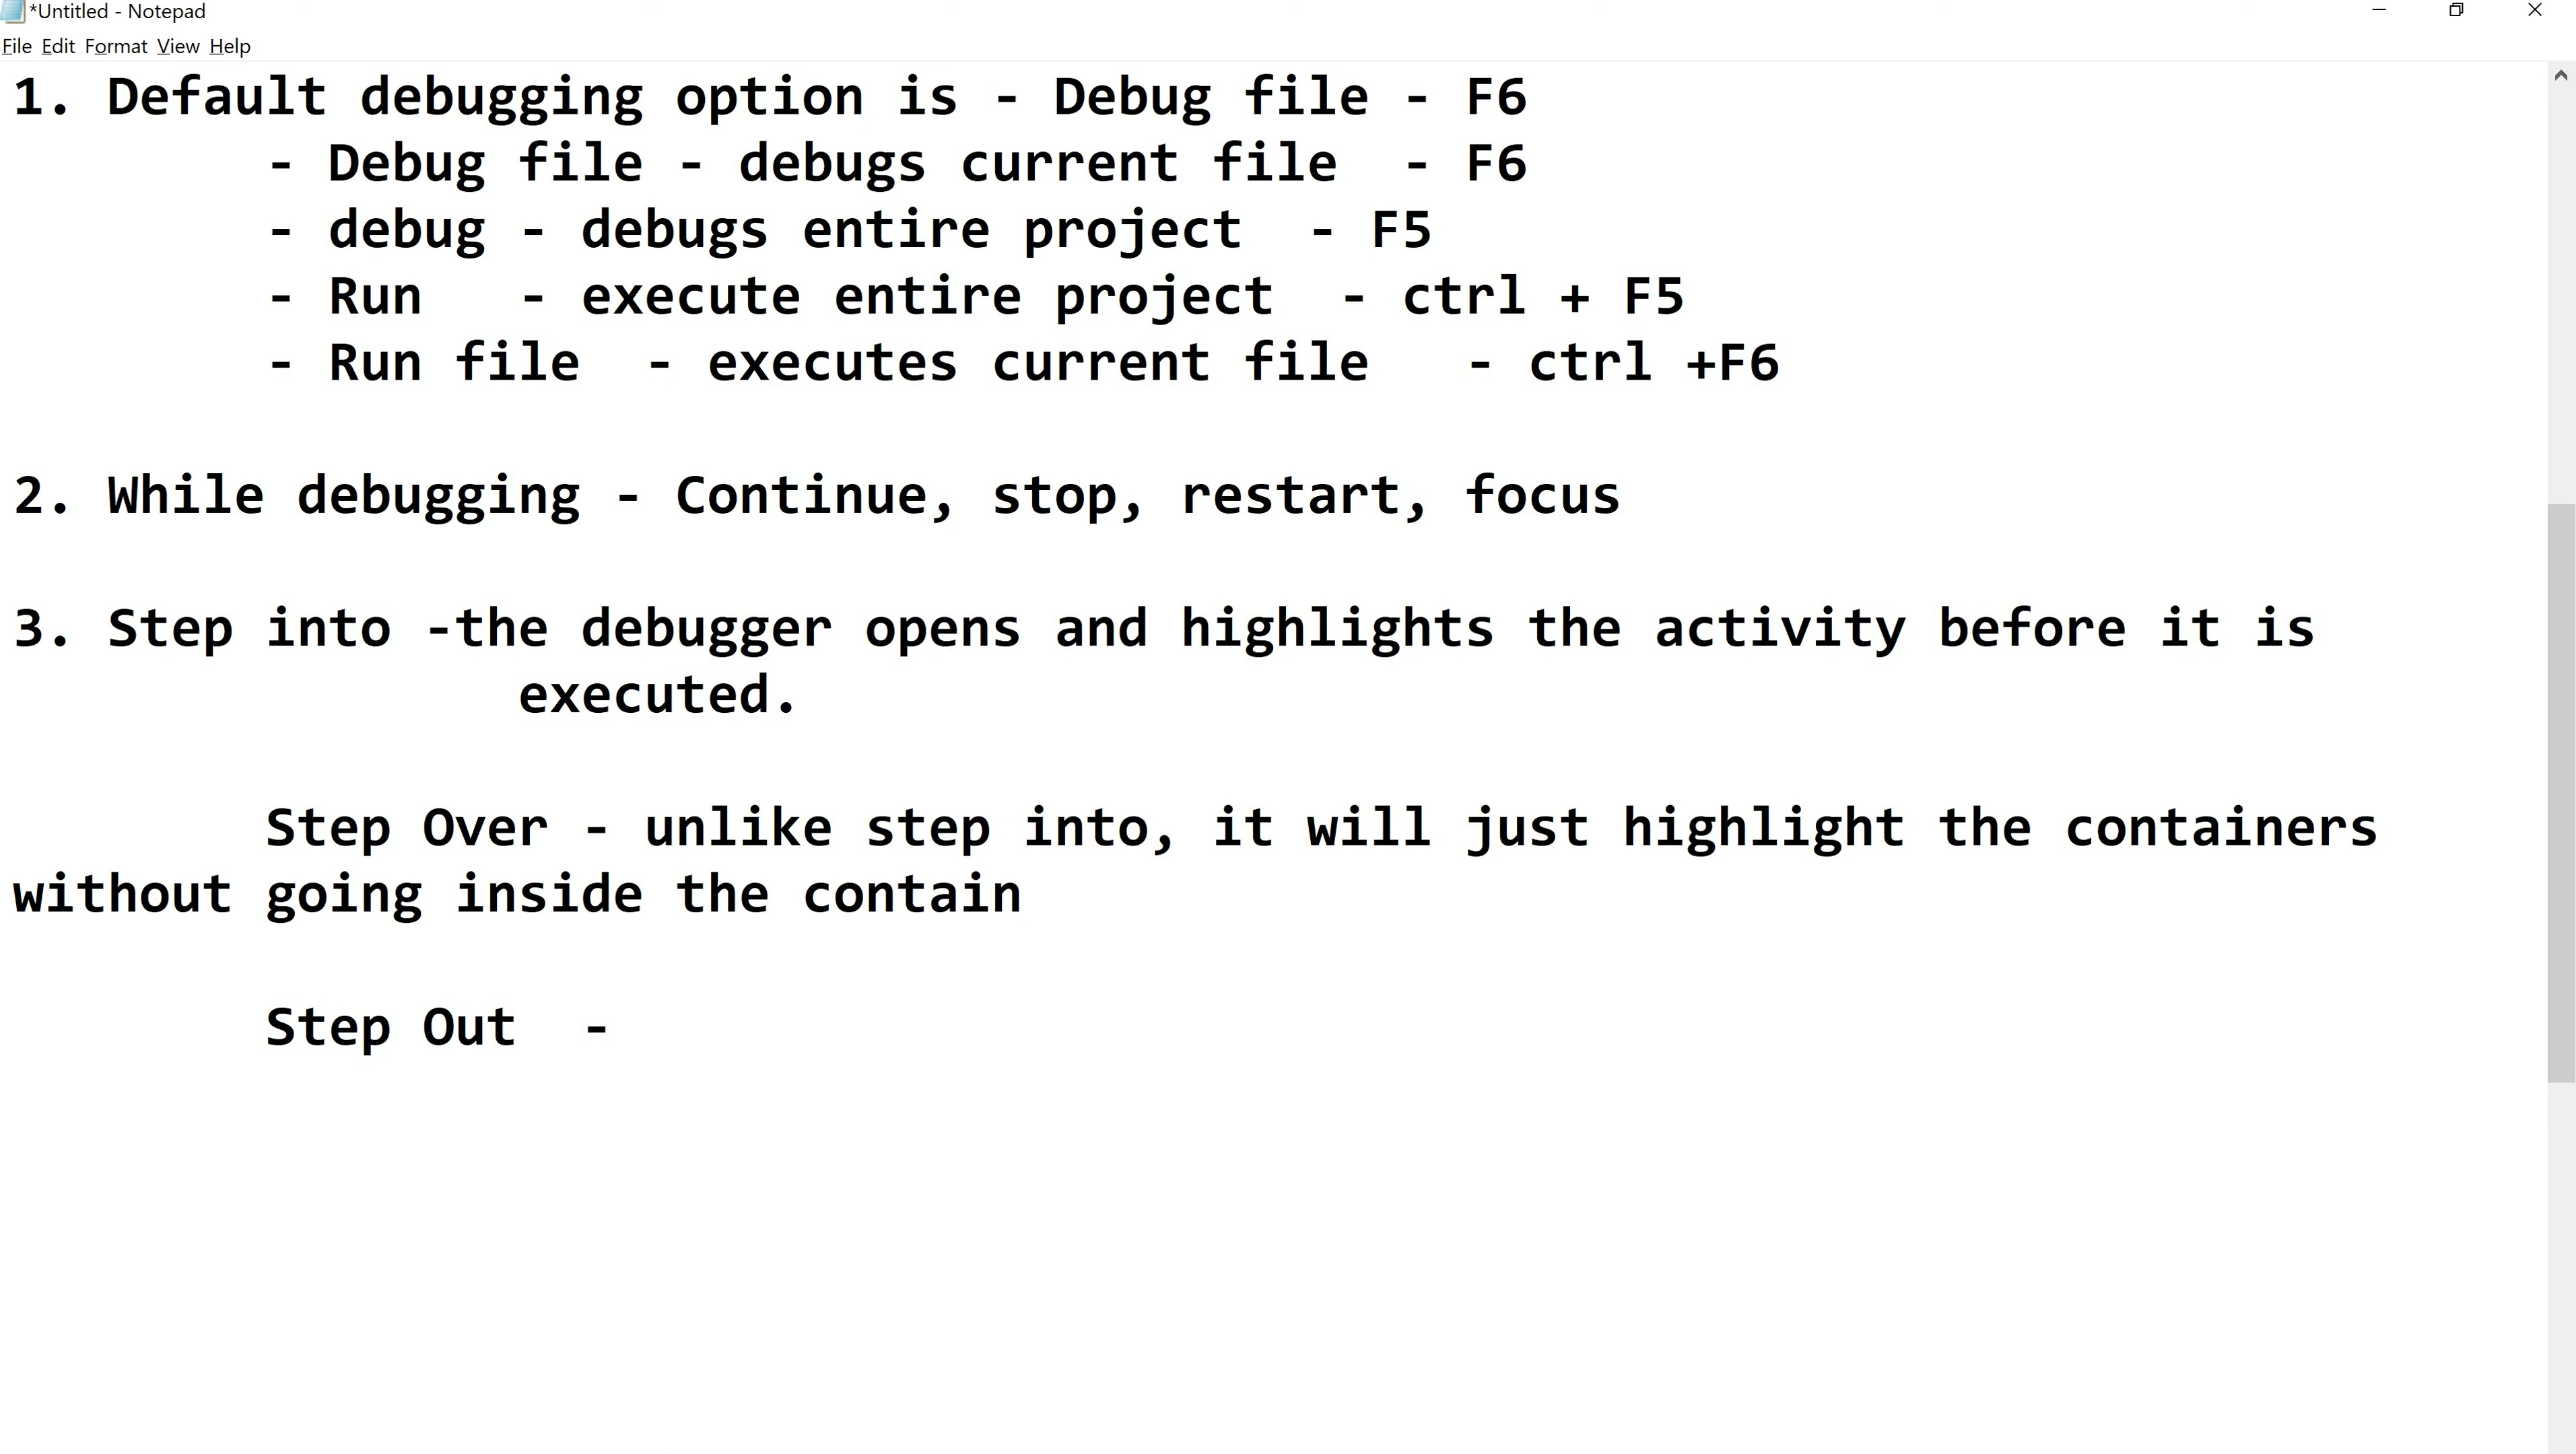 *Untitled - Notepad
File Edit Format View Help
1. Default debugging option is - Debug file - F6
- Debug file - debugs current file - F6
- debug - debugs entire project - F5
- Run - execute entire project - ctrl + F5
- Run file - executes current file - ctrl +F6
2. While debugging - Continue, stop, restart, focus
3. Step into -the debugger opens and highlights the activity before it is
executed.
Step Over - unlike step into, it will just highlight the containers
without going inside the contain
Step Out -